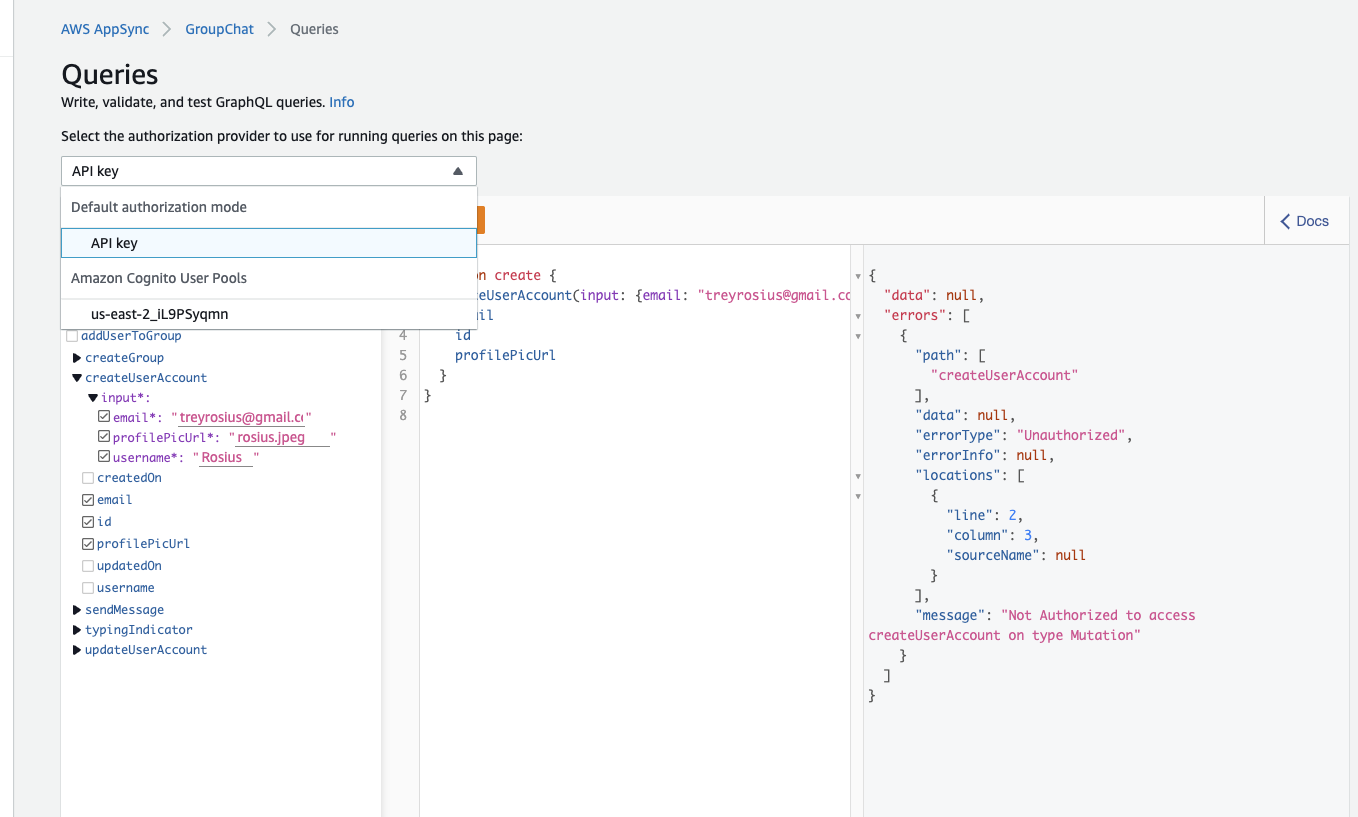 AWS AppSync > GroupChat > Queries
Queries
Write, validate, and test GraphQL queries. Info
Select the authorization provider to use for running queries on this page:
API key
Default authorization mode
API key
Amazon Cognito User Pools
us-east-2_iL9PSyqmn
Docs
addUserToGroup
createGroup
createUserAccount
input*:
email*: "treyrosius@gmail.cc"
profilePicUrl*: "rosius.jpeg"
username*: "Rosius"
createdOn
email
id
profilePicUrl
updatedOn
username
sendMessage
typingIndicator
updateUserAccount
n create {
eUserAccount(input: {email: "treyrosius@gmail.co
il
4 id
5 profilePicUrl
6 }
7 }
8
{
"data": null,
"errors": [
{
"path": [
"createUserAccount"
],
"data": null,
"errorType": "Unauthorized",
"errorInfo": null,
"locations": [
{
"line": 2,
"column": 3,
"sourceName": null
}
],
"message": "Not Authorized to access
createUserAccount on type Mutation"
}
]
}